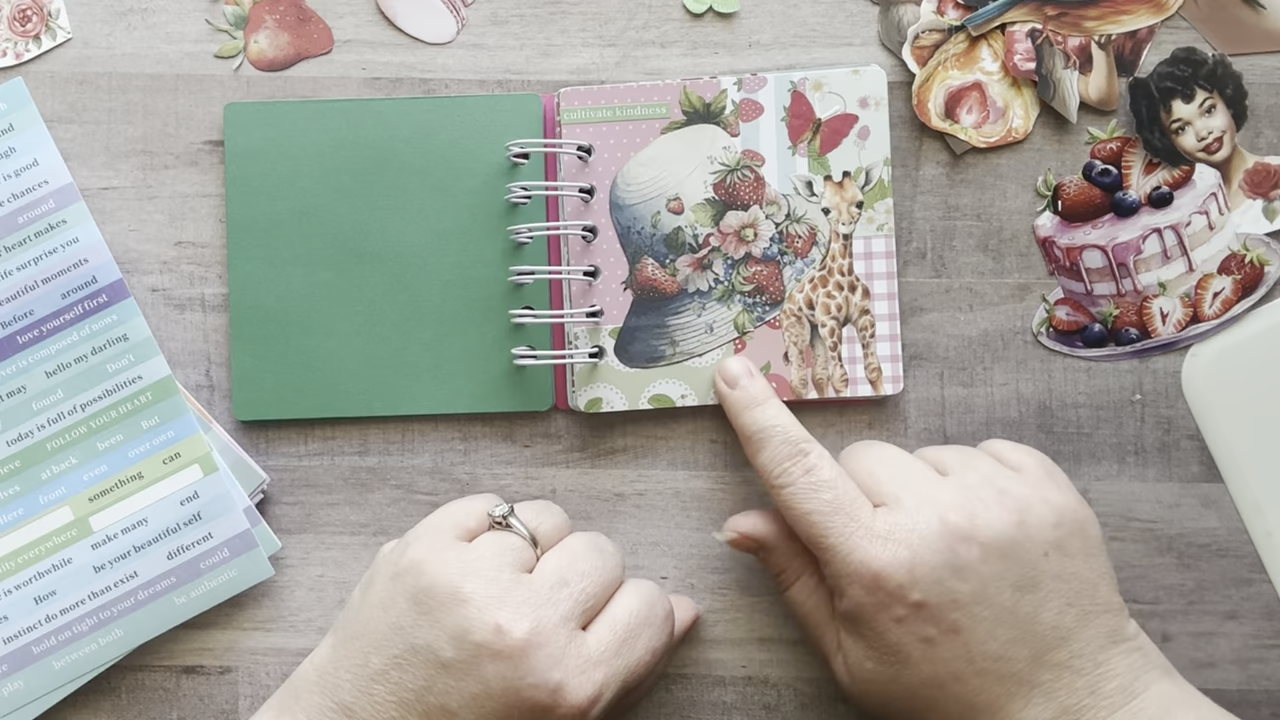 cultivate kindness
is good
chances
around
heart makes
life surprise you
beautiful moments
around
Before
love yourself first
is composed of nows
may hello my darling
found Don't
today is full of possibilities
FOLLOW YOUR HEART
at back been But
front even over own
something can
everywhere
make many end
is worthwhile be your beautiful self
How different
instinct do more than exist
hold on tight to your dreams could
be authentic
between both
play